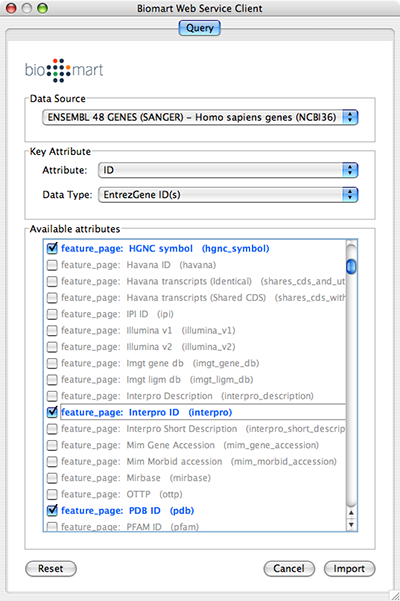 Biomart Web Service Client
Query
bio mart
Data Source
ENSEMBL 48 GENES (SANGER) - Homo sapiens genes (NCBI36)
Key Attribute
Attribute: ID
Data Type: EntrezGene ID(s)
Available attributes
feature_page: HGNC symbol (hgnc_symbol)
feature_page: Havana ID (havana)
feature_page: Havana transcripts (Identical) (shares_cds_and_ut
feature_page: Havana transcripts (Shared CDS) (shares_cds_with
feature_page: IPI ID (ipi)
feature_page: Illumina v1 (illumina_v1)
feature_page: Illumina v2 (illumina_v2)
feature_page: Imgt gene db (imgt_gene_db)
feature_page: Imgt ligm db (imgt_ligm_db)
feature_page: Interpro Description (interpro_description)
feature_page: Interpro ID (interpro)
feature_page: Interpro Short Description (interpro_short_descrip
feature_page: Mim Gene Accession (mim_gene_accession)
feature_page: Mim Morbid accession (mim_morbid_accession)
feature_page: Mirbase (mirbase)
feature_page: OTTP (ottp)
feature_page: PDB ID (pdb)
feature_page: PFAM ID (pfam)
Reset Cancel Import